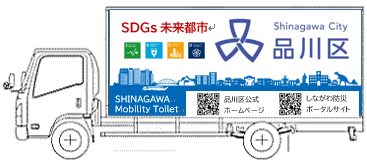 SDGs 未来都市
Shinagawa City
品川区
SHINAGAWA
Mobility Toilet
品川区公式
ホームページ
しながわ防災
ポータルサイト